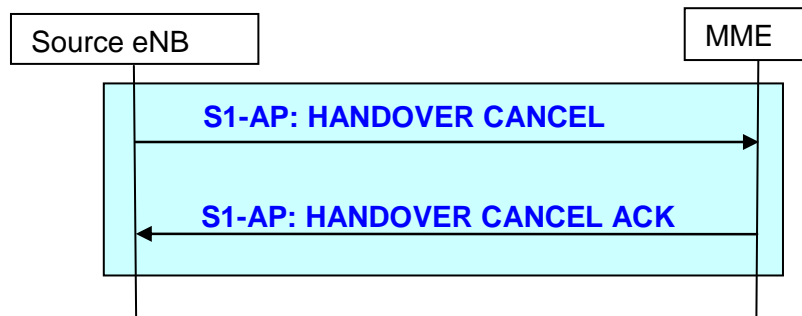 Source eNB
MME
S1-AP: HANDOVER CANCEL
S1-AP: HANDOVER CANCEL ACK